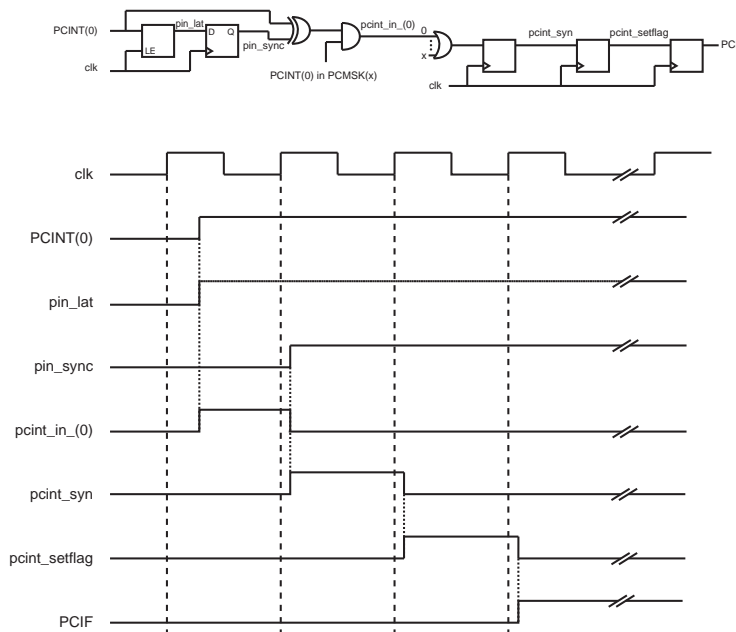 PCINT(0)
LE
pin_lat
D Q
pin_sync
clk
PCINT(0) in PCMSK(x)
pcint_in_(0)
0
x
clk
pcint_syn
pcint_setflag
PC
clk
PCINT(0)
pin_lat
pin_sync
pcint_in_(0)
pcint_syn
pcint_setflag
PCIF